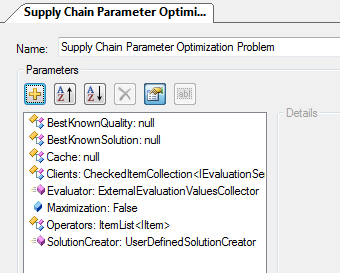 Supply Chain Parameter Optimi...
Name: Supply Chain Parameter Optimization Problem
Parameters
Details
BestKnownQuality: null
BestKnownSolution: null
Cache: null
Clients: CheckedItemCollection<IEvaluationSe
Evaluator: ExternalEvaluationValuesCollector
Maximization: False
Operators: ItemList<Item>
SolutionCreator: UserDefinedSolutionCreator